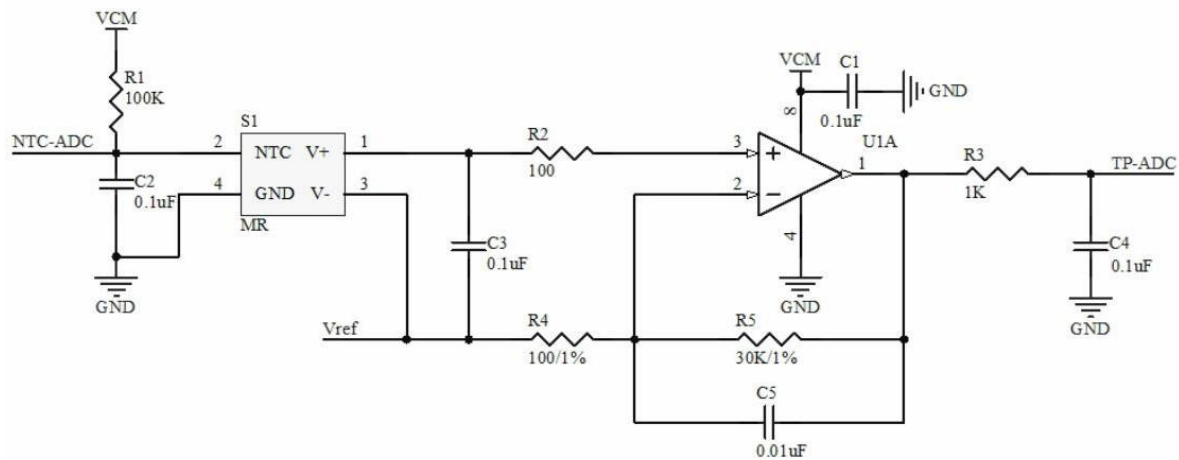 VCM
R1
100K
NTC-ADC
C2
0.1uF
GND
S1
2
4
NTC V+
GND V-
1
3
MR
C3
0.1uF
Vref
R2
100
R4
100/1%
VCM
C1
0.1uF
GND
8
3
2
+
−
U1A
1
4
GND
R5
30K/1%
C5
0.01uF
R3
1K
TP-ADC
C4
0.1uF
GND